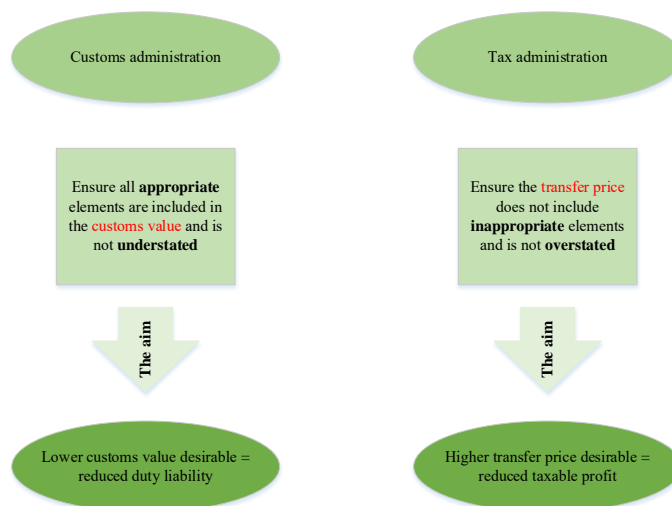 Customs administration
Ensure all appropriate
elements are included in
the customs value and is
not understated
The aim
Lower customs value desirable =
reduced duty liability
Tax administration
Ensure the transfer price
does not include
inappropriate elements
and is not overstated
The aim
Higher transfer price desirable =
reduced taxable profit